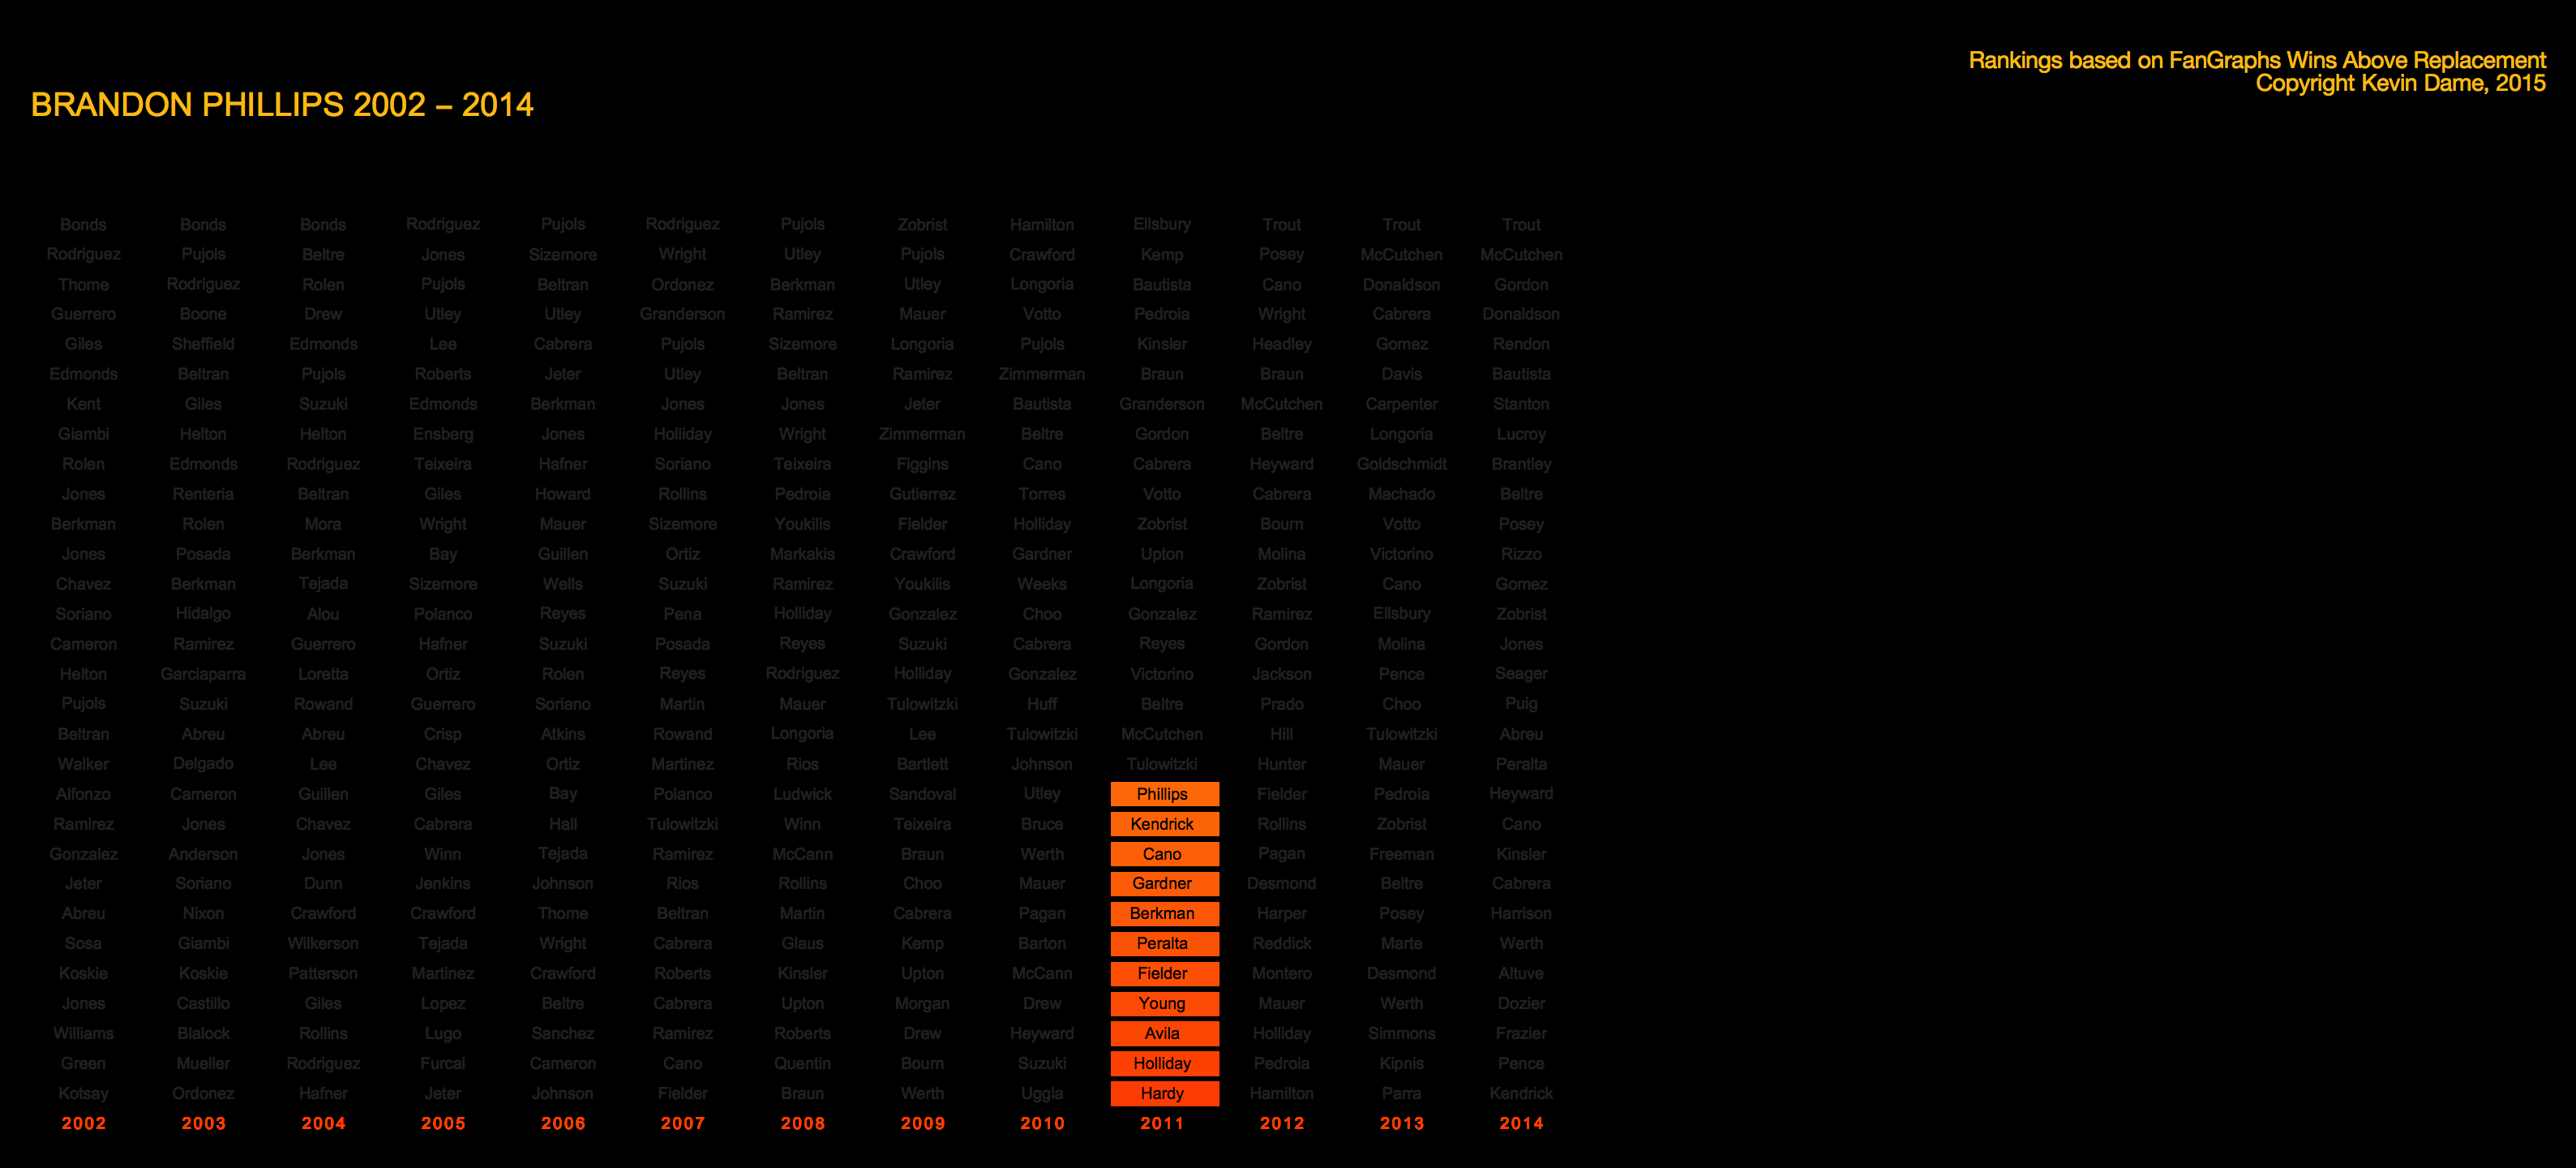 Rankings based on FanGraphs Wins Above Replacement
Copyright Kevin Dame, 2015
BRANDON PHILLIPS 2002 – 2014
Bonds Bonds Bonds Rodriguez Pujols Rodriguez Pujols Zobrist Hamilton Ellsbury Trout Trout Trout
Rodriguez Pujols Beltre Jones Sizemore Wright Utley Pujols Crawford Kemp Posey McCutchen McCutchen
Thome Rodriguez Rolen Pujols Beltran Ordonez Berkman Utley Longoria Bautista Cano Donaldson Gordon
Guerrero Boone Drew Utley Utley Granderson Ramirez Mauer Votto Pedroia Wright Cabrera Donaldson
Giles Sheffield Edmonds Lee Cabrera Pujols Sizemore Longoria Pujols Kinsler Headley Gomez Rendon
Edmonds Beltran Pujols Roberts Jeter Utley Beltran Ramirez Zimmerman Braun Braun Davis Bautista
Kent Giles Suzuki Edmonds Berkman Jones Jones Jeter Bautista Granderson McCutchen Carpenter Stanton
Giambi Helton Helton Ensberg Jones Holliday Wright Zimmerman Beltre Gordon Beltre Longoria Lucroy
Rolen Edmonds Rodriguez Teixeira Hafner Soriano Teixeira Figgins Cano Cabrera Heyward Goldschmidt Brantley
Jones Renteria Beltran Giles Howard Rollins Pedroia Gutierrez Torres Votto Cabrera Machado Beltre
Berkman Rolen Mora Wright Mauer Sizemore Youkilis Fielder Holliday Zobrist Bourn Votto Posey
Jones Posada Berkman Bay Guillen Ortiz Markakis Crawford Gardner Upton Molina Victorino Rizzo
Chavez Berkman Tejada Sizemore Wells Suzuki Ramirez Youkilis Weeks Longoria Zobrist Cano Gomez
Soriano Hidalgo Alou Polanco Reyes Pena Holliday Gonzalez Choo Gonzalez Ramirez Ellsbury Zobrist
Cameron Ramirez Guerrero Hafner Suzuki Posada Reyes Suzuki Cabrera Reyes Gordon Molina Jones
Helton Garciaparra Loretta Ortiz Rolen Reyes Rodriguez Holliday Gonzalez Victorino Jackson Pence Seager
Pujols Suzuki Rowand Guerrero Soriano Martin Mauer Tulowitzki Huff Beltre Prado Choo Puig
Beltran Abreu Abreu Crisp Atkins Rowand Longoria Lee Tulowitzki McCutchen Hill Tulowitzki Abreu
Walker Delgado Lee Chavez Ortiz Martinez Rios Bartlett Johnson Tulowitzki Hunter Mauer Peralta
Alfonzo Cameron Guillen Giles Bay Polanco Ludwick Sandoval Utley Phillips Fielder Pedroia Heyward
Ramirez Jones Chavez Cabrera Hall Tulowitzki Winn Teixeira Bruce Kendrick Rollins Zobrist Cano
Gonzalez Anderson Jones Winn Tejada Ramirez McCann Braun Werth Cano Pagan Freeman Kinsler
Jeter Soriano Dunn Jenkins Johnson Rios Rollins Choo Mauer Gardner Desmond Beltre Cabrera
Abreu Nixon Crawford Crawford Thome Beltran Martin Cabrera Pagan Berkman Harper Posey Harrison
Sosa Giambi Wilkerson Tejada Wright Cabrera Glaus Kemp Barton Peralta Reddick Marte Werth
Koskie Koskie Patterson Martinez Crawford Roberts Kinsler Upton McCann Fielder Montero Desmond Altuve
Jones Castillo Giles Lopez Beltre Cabrera Upton Morgan Drew Young Mauer Werth Dozier
Williams Blalock Rollins Lugo Sanchez Ramirez Roberts Drew Heyward Avila Holliday Simmons Frazier
Green Mueller Rodriguez Furcal Cameron Cano Quentin Bourn Suzuki Holliday Pedroia Kipnis Pence
Kotsay Ordonez Hafner Jeter Johnson Fielder Braun Werth Uggla Hardy Hamilton Parra Kendrick
2002 2003 2004 2005 2006 2007 2008 2009 2010 2011 2012 2013 2014